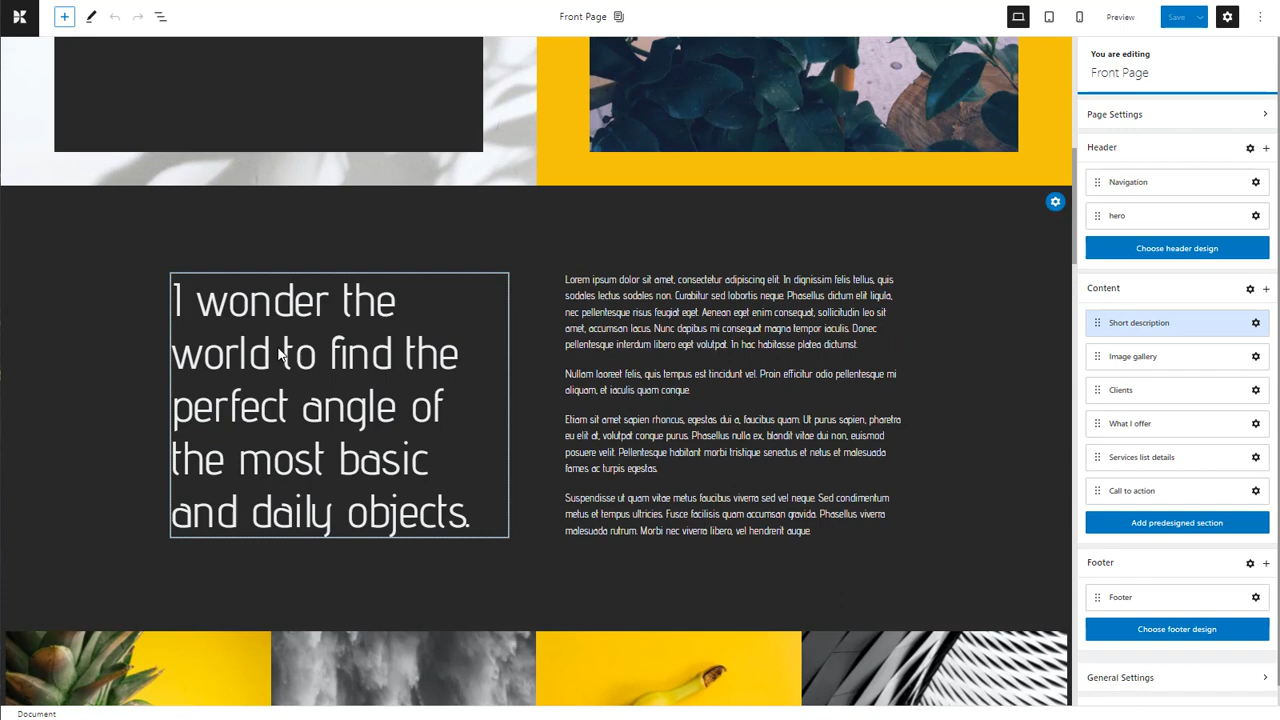 Front Page
Preview
Save
You are editing
Front Page
Page Settings
Header
Navigation
hero
Choose header design
Content
Short description
Image gallery
Clients
What I offer
Services list details
Call to action
Add predesigned section
Footer
Footer
Choose footer design
General Settings
I wonder the
world to find the
perfect angle of
the most basic
and daily objects.
Lorem ipsum dolor sit amet, consectetur adipiscing elit. In dignissim felis tellus, quis
sodales lectus sodales non. Curabitur sed lobortis neque. Phasellus dictum elit ligula,
nec pellentesque risus feugiat eget. Aenean eget enim consequat, sollicitudin leo sit
amet, accumsan lacus. Nunc dapibus mi consequat magna tempor iaculis. Donec
pellentesque interdum libero eget volutpat. In hac habitasse platea dictumst.
Nullam laoreet felis, quis tempus est tincidunt vel. Proin efficitur odio pellentesque mi
aliquam, et iaculis quam congue.
Etiam sit amet sapien rhoncus, egestas dui a, faucibus quam. Ut purus sapien, pharetra
eu elit at, volutpat congue purus. Phasellus nulla ex, blandit vitae dui non, euismod
posuere velit. Pellentesque habitant morbi tristique senectus et netus et malesuada
fames ac turpis egestas.
Suspendisse ut quam vitae metus faucibus viverra sed vel neque. Sed condimentum
metus et tempus ultricies. Fusce facilisis quam accumsan gravida. Phasellus viverra
malesuada rutrum. Morbi nec viverra libero, vel hendrerit augue.
Document